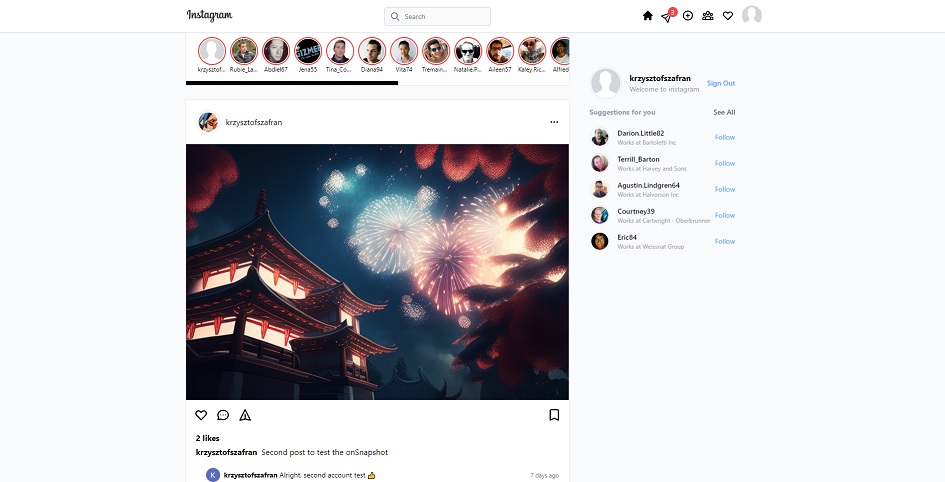 Instagram
Search
3
krzysztof...
Rubie_La...
Abdiel67
Jena55
Tina_Co...
Diana94
Vita74
Tremain...
Natalie.P...
Aileen57
Kaley.Ric...
Alfred
GIZME
krzysztofszafran
Welcome to instagram
Sign Out
Suggestions for you
See All
Darion.Little82
Works at Bartoletti Inc
Follow
Terrill_Barton
Works at Harvey and Sons
Follow
Agustin.Lindgren64
Works at Halvorson Inc
Follow
Courtney39
Works at Cartwright - Oberbrunner
Follow
Eric84
Works at Weissnat Group
Follow
krzysztofszafran
2 likes
krzysztofszafran Second post to test the onSnapshot
K
krzysztofszafran Alright, second account test 👍
7 days ago